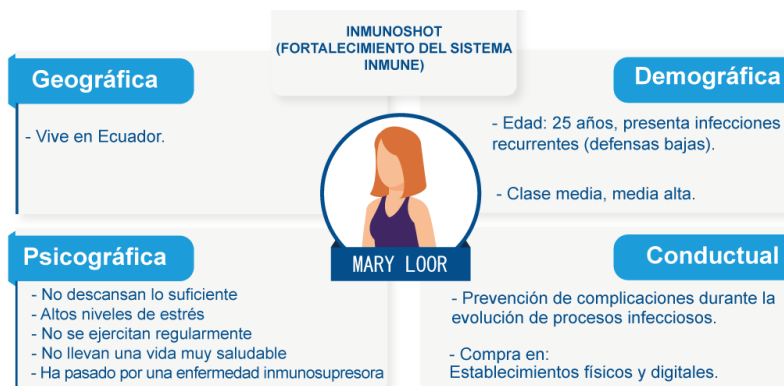 INMUNOSHOT
(FORTALECIMIENTO DEL SISTEMA
INMUNE)
Geográfica
- Vive en Ecuador.
Demográfica
- Edad: 25 años, presenta infecciones
recurrentes (defensas bajas).
- Clase media, media alta.
MARY LOOR
Psicográfica
- No descansan lo suficiente
- Altos niveles de estrés
- No se ejercitan regularmente
- No llevan una vida muy saludable
- Ha pasado por una enfermedad inmunosupresora
Conductual
- Prevención de complicaciones durante la
evolución de procesos infecciosos.
- Compra en:
Establecimientos físicos y digitales.